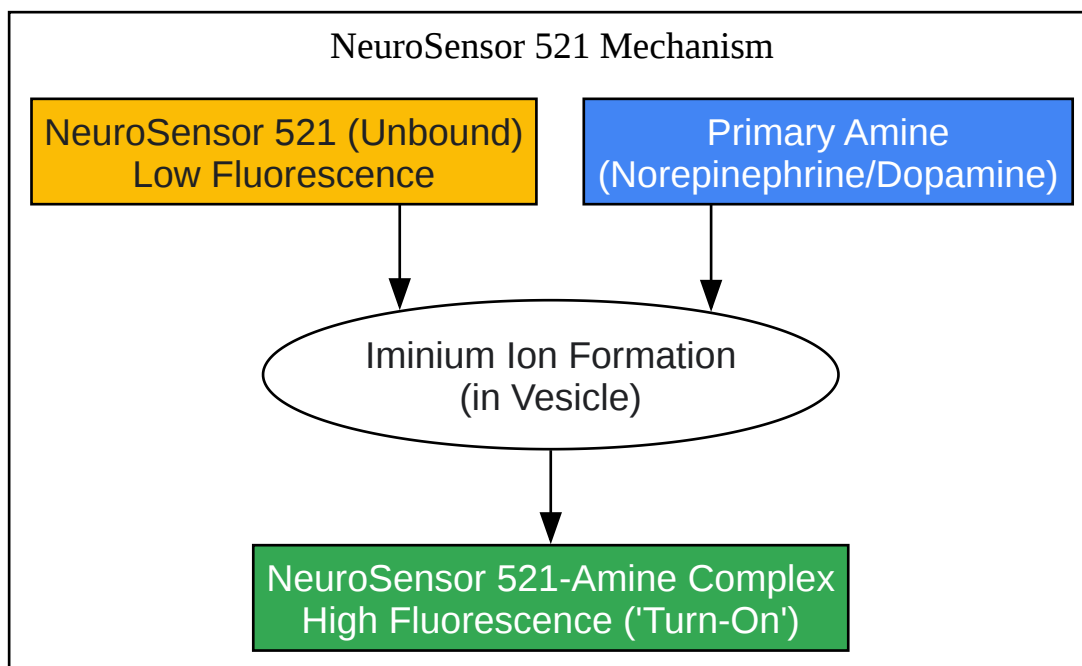 NeuroSensor 521 Mechanism
NeuroSensor 521 (Unbound)
Low Fluorescence
Primary Amine
(Norepinephrine/Dopamine)
Iminium Ion Formation
(in Vesicle)
NeuroSensor 521-Amine Complex
High Fluorescence ('Turn-On')